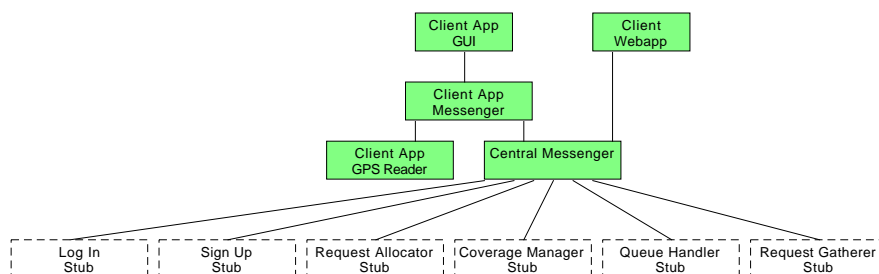 Client App
GUI
Client
Webapp
Client App
Messenger
Client App
GPS Reader
Central Messenger
Log In
Stub
Sign Up
Stub
Request Allocator
Stub
Coverage Manager
Stub
Queue Handler
Stub
Request Gatherer
Stub